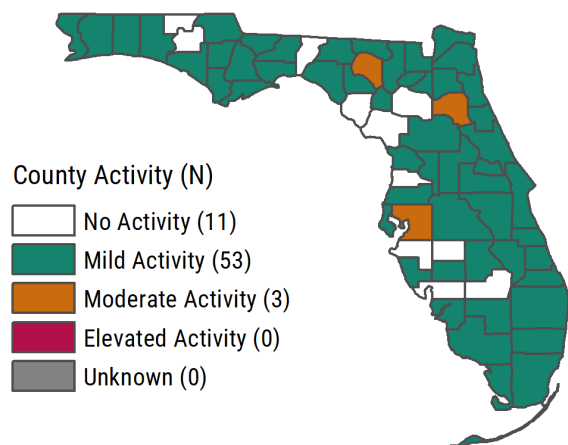 County Activity (N)
No Activity (11)
Mild Activity (53)
Moderate Activity (3)
Elevated Activity (0)
Unknown (0)